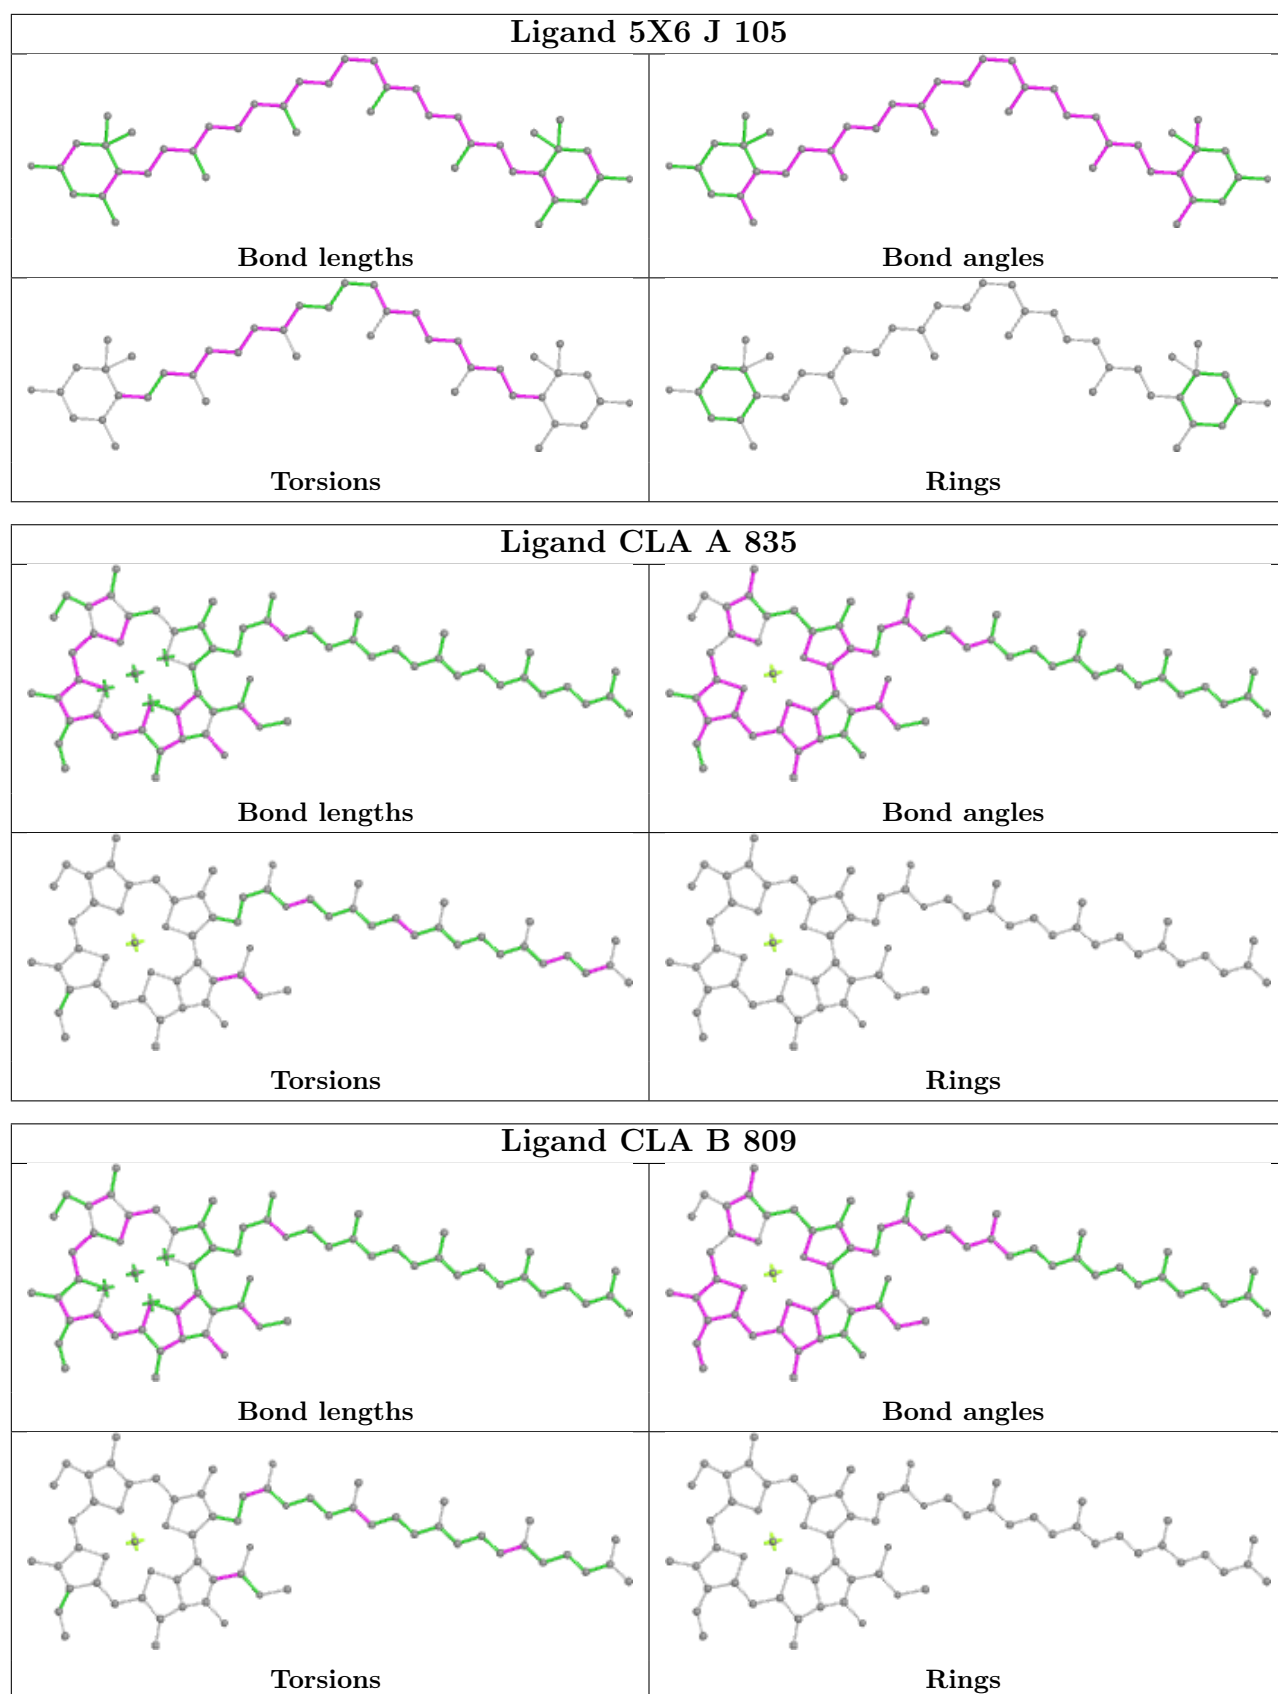 Ligand 5X6 J 105
Bond lengths
Bond angles
Torsions
Rings
Ligand CLA A 835
Bond lengths
Bond angles
Torsions
Rings
Ligand CLA B 809
Bond lengths
Bond angles
Torsions
Rings